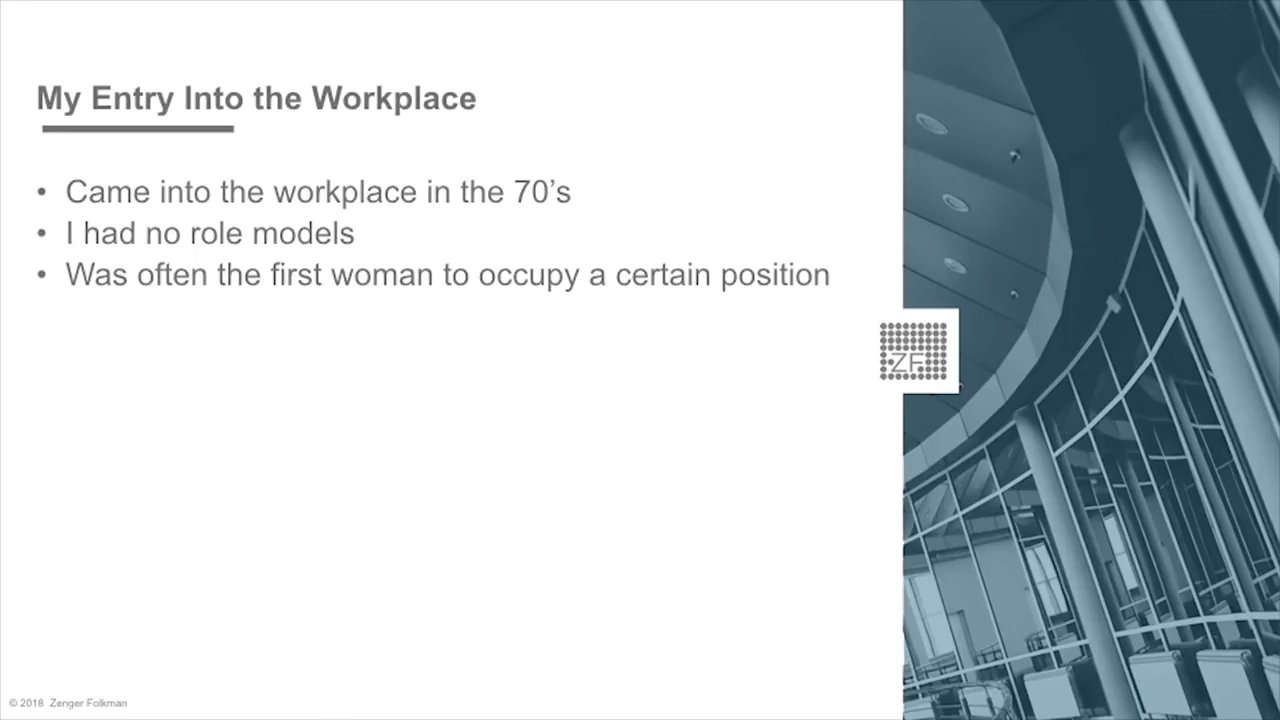 My Entry Into the Workplace
• Came into the workplace in the 70’s
• I had no role models
• Was often the first woman to occupy a certain position
ZF
© 2018 Zenger Folkman